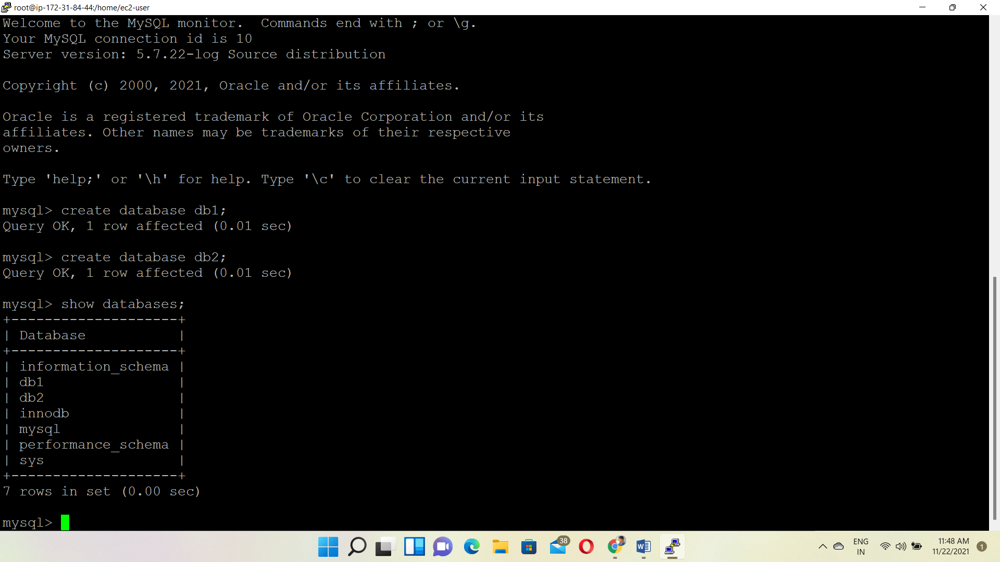 root@ip-172-31-84-44:/home/ec2-user
Welcome to the MySQL monitor.  Commands end with ; or \g.
Your MySQL connection id is 10
Server version: 5.7.22-log Source distribution
Copyright (c) 2000, 2021, Oracle and/or its affiliates.
Oracle is a registered trademark of Oracle Corporation and/or its
affiliates. Other names may be trademarks of their respective
owners.
Type 'help;' or '\h' for help. Type '\c' to clear the current input statement.
mysql> create database db1;
Query OK, 1 row affected (0.01 sec)
mysql> create database db2;
Query OK, 1 row affected (0.01 sec)
mysql> show databases;
+--------------------+
| Database           |
+--------------------+
| information_schema |
| db1                |
| db2                |
| innodb             |
| mysql              |
| performance_schema |
| sys                |
+--------------------+
7 rows in set (0.00 sec)
mysql>
38
ENG
IN
11:48 AM
11/22/2021
1